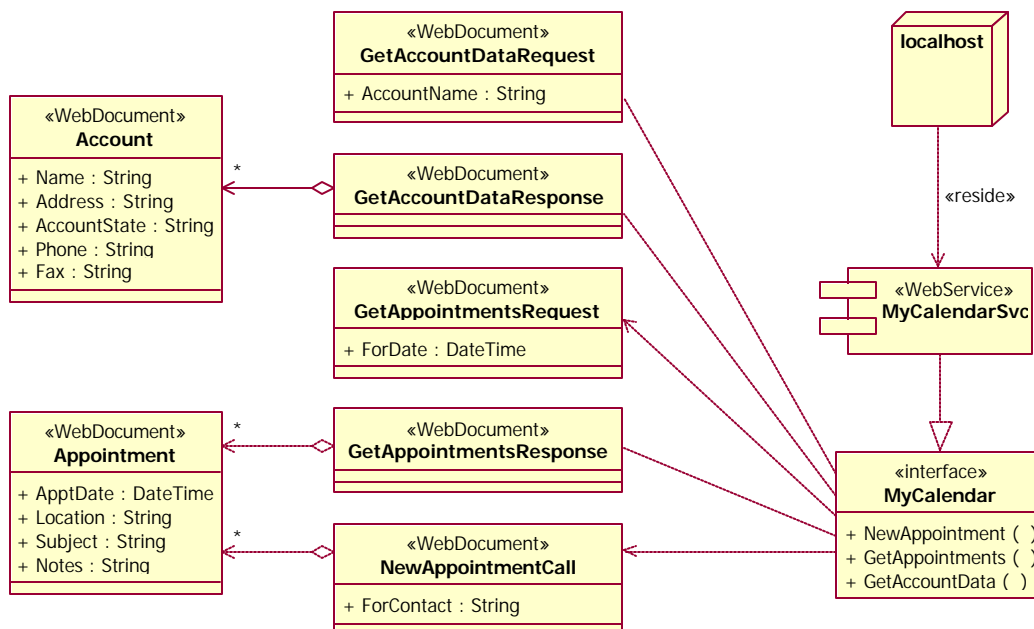 «WebDocument»
GetAccountDataRequest
+ AccountName : String
localhost
«WebDocument»
Account
+ Name : String
+ Address : String
+ AccountState : String
+ Phone : String
+ Fax : String
*
«WebDocument»
GetAccountDataResponse
«reside»
«WebDocument»
GetAppointmentsRequest
+ ForDate : DateTime
«WebService»
MyCalendarSvc
«WebDocument»
Appointment
+ ApptDate : DateTime
+ Location : String
+ Subject : String
+ Notes : String
*
«WebDocument»
GetAppointmentsResponse
*
«WebDocument»
NewAppointmentCall
+ ForContact : String
«interface»
MyCalendar
+ NewAppointment ( )
+ GetAppointments ( )
+ GetAccountData ( )